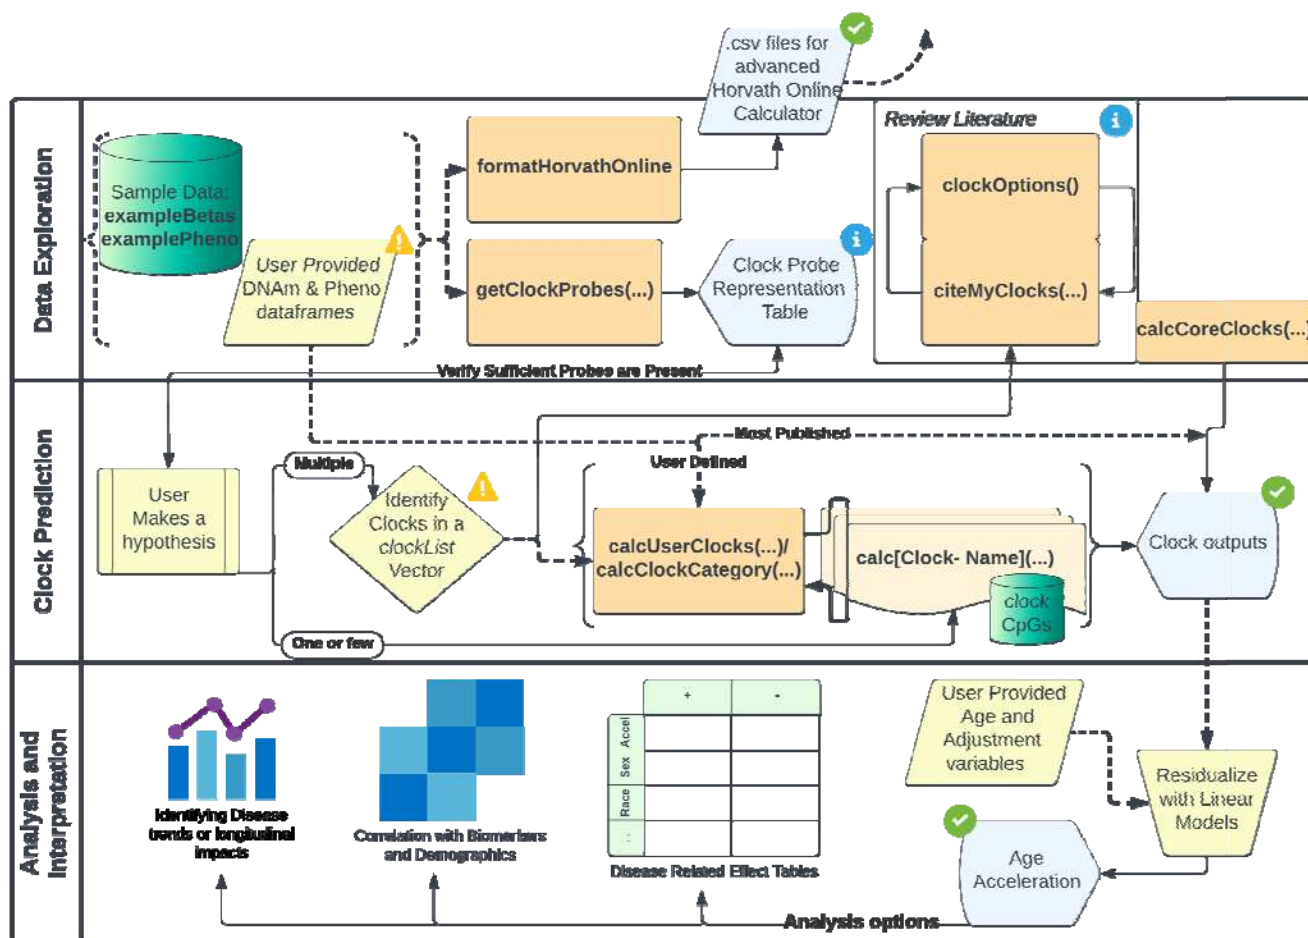 .csv files for
advanced
Horvath Online
Calculator
Data Exploration
Sample Data:
exampleBetas
examplePheno
User Provided
DNAm & Pheno
dataframes
formatHorvathOnline
getClockProbes(...)
Clock Probe
Representation
Table
Review Literature
clockOptions()
citeMyClocks(...)
calcCoreClocks(...)
Verify Sufficient Probes are Present
Clock Prediction
User
Makes a
hypothesis
Multiple
One or few
Identify
Clocks in a
clockList
Vector
Most Published
User Defined
calcUserClocks(...)/
calcClockCategory(...)
calc[Clock- Name](...)
clock
CpGs
Clock outputs
Analysis and
Interpretation
Identifying Disease
trends or longitudinal
impacts
Correlation with Biomarkers
and Demographics
+ -
Accel
Sex
Race
:
Disease Related Effect Tables
User Provided
Age and
Adjustment
variables
Residualize
with Linear
Models
Age
Acceleration
Analysis options